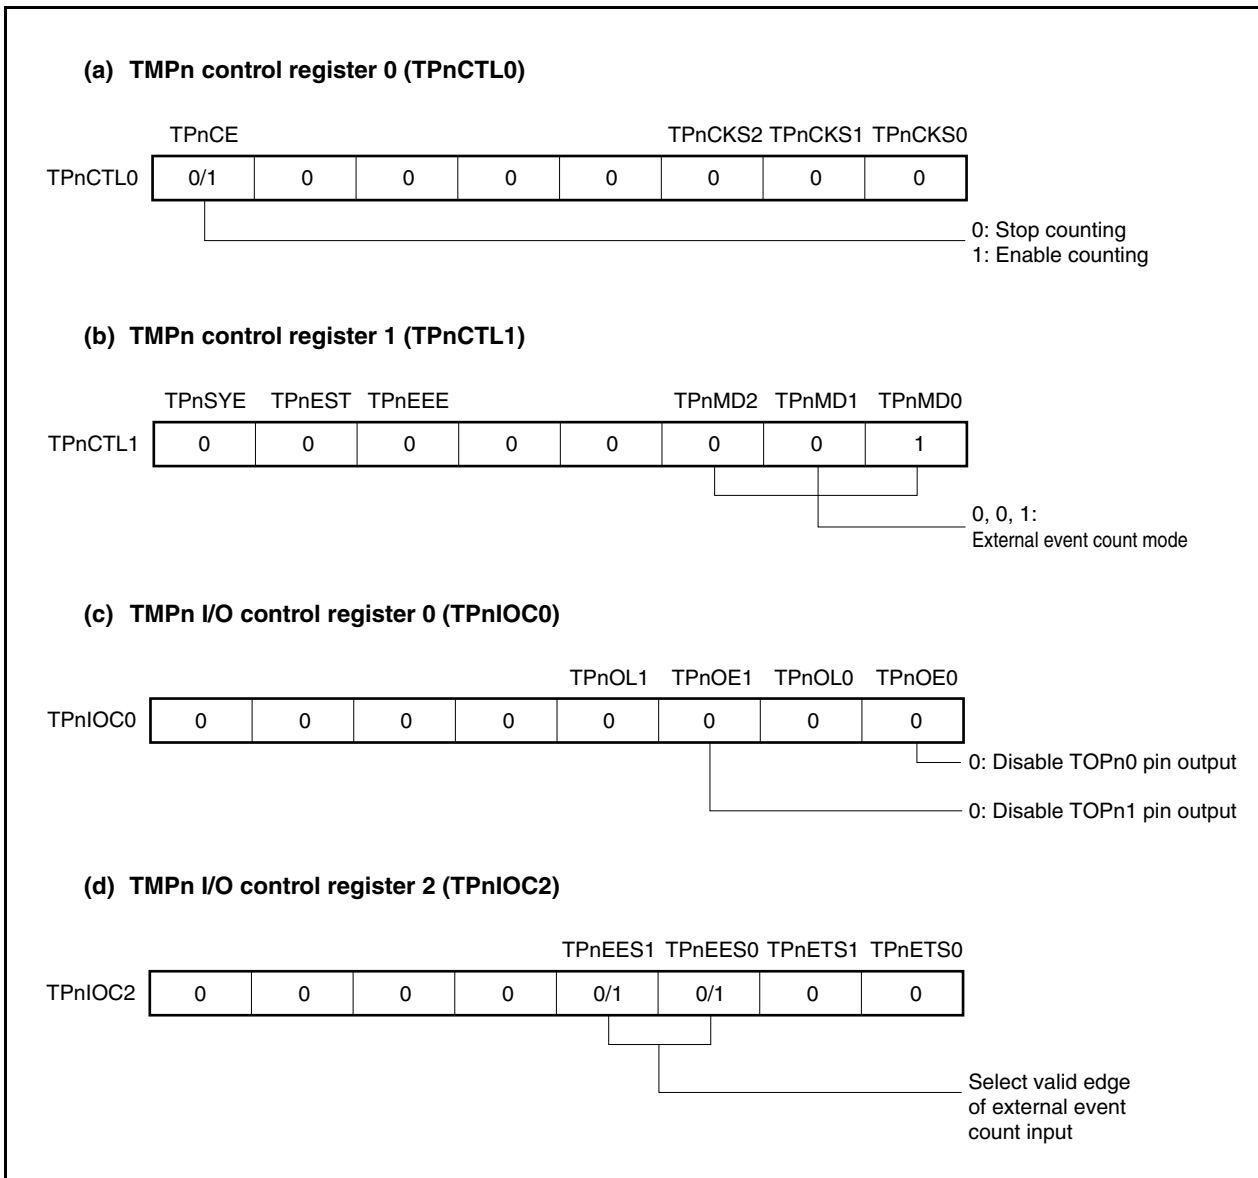 (a) TMPn control register 0 (TPnCTL0)
TPnCE TPnCKS2 TPnCKS1 TPnCKS0
TPnCTL0 0/1 0 0 0 0 0 0 0
0: Stop counting
1: Enable counting
(b) TMPn control register 1 (TPnCTL1)
TPnSYE TPnEST TPnEEE TPnMD2 TPnMD1 TPnMD0
TPnCTL1 0 0 0 0 0 0 0 1
0, 0, 1:
External event count mode
(c) TMPn I/O control register 0 (TPnIOC0)
TPnOL1 TPnOE1 TPnOL0 TPnOE0
TPnIOC0 0 0 0 0 0 0 0 0
0: Disable TOPn0 pin output
0: Disable TOPn1 pin output
(d) TMPn I/O control register 2 (TPnIOC2)
TPnEES1 TPnEES0 TPnETS1 TPnETS0
TPnIOC2 0 0 0 0 0/1 0/1 0 0
Select valid edge
of external event
count input